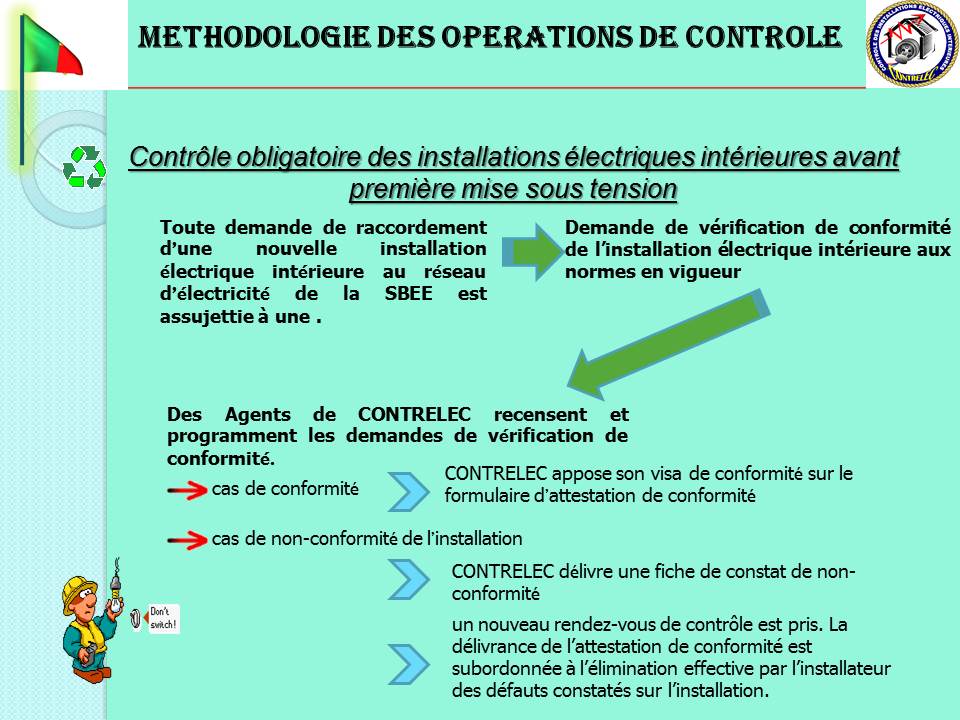 METHODOLOGIE DES OPERATIONS DE CONTROLE
CONTROLE DES INSTALLATIONS ÉLECTRIQUES INTÉRIEURES
CONTRELEC
Contrôle obligatoire des installations électriques intérieures avant
première mise sous tension
Toute demande de raccordement
d’une nouvelle installation
électrique intérieure au réseau
d’électricité de la SBEE est
assujettie à une .
Demande de vérification de conformité
de l’installation électrique intérieure aux
normes en vigueur
Des Agents de CONTRELEC recensent et
programment les demandes de vérification de
conformité.
cas de conformité
CONTRELEC appose son visa de conformité sur le
formulaire d’attestation de conformité
cas de non-conformité de l’installation
CONTRELEC délivre une fiche de constat de non-
conformité
Don't
switch!
un nouveau rendez-vous de contrôle est pris. La
délivrance de l’attestation de conformité est
subordonnée à l’élimination effective par l’installateur
des défauts constatés sur l’installation.